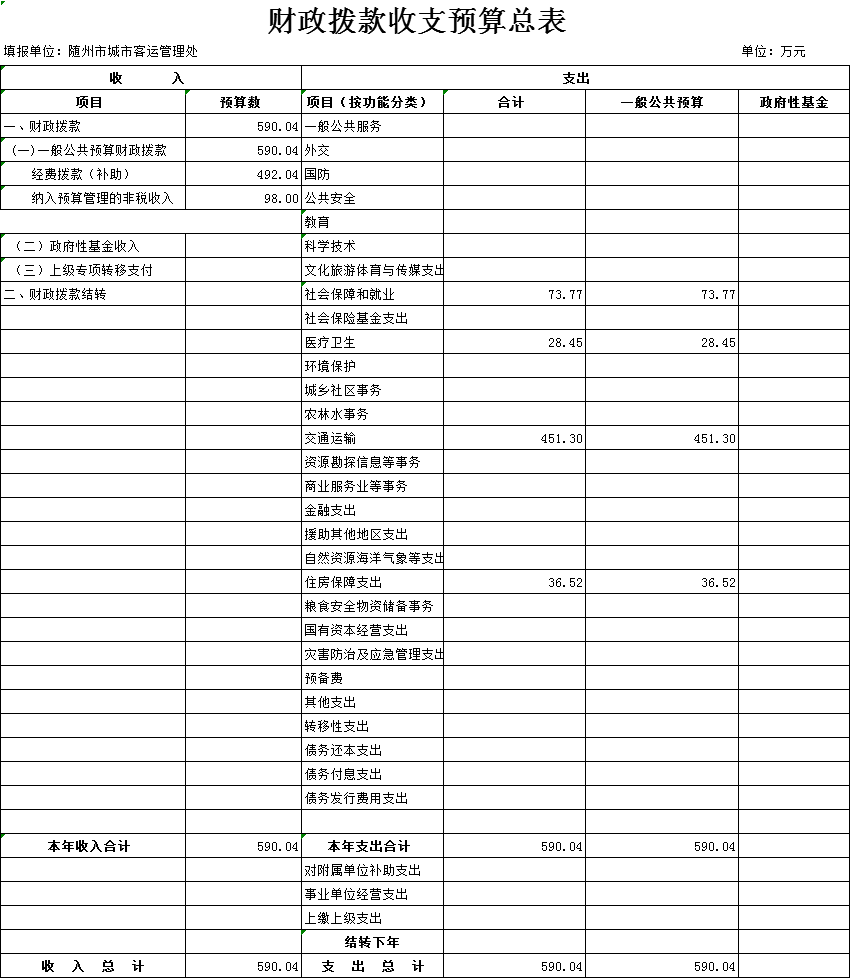 财政拨款收支预算总表
填报单位：随州市城市客运管理处 单位：万元
收 入 支出
项目 预算数 项目（按功能分类） 合计 一般公共预算 政府性基金
一、财政拨款 590.04 一般公共服务
(一)一般公共预算财政拨款 590.04 外交
经费拨款（补助） 492.04 国防
纳入预算管理的非税收入 98.00 公共安全
教育
（二）政府性基金收入 科学技术
（三）上级专项转移支付 文化旅游体育与传媒支出
二、财政拨款结转 社会保障和就业 73.77 73.77
社会保险基金支出
医疗卫生 28.45 28.45
环境保护
城乡社区事务
农林水事务
交通运输 451.30 451.30
资源勘探信息等事务
商业服务业等事务
金融支出
援助其他地区支出
自然资源海洋气象等支出
住房保障支出 36.52 36.52
粮食安全物资储备事务
国有资本经营支出
灾害防治及应急管理支出
预备费
其他支出
转移性支出
债务还本支出
债务付息支出
债务发行费用支出
本年收入合计 590.04 本年支出合计 590.04 590.04
对附属单位补助支出
事业单位经营支出
上缴上级支出
结转下年
收 入 总 计 590.04 支 出 总 计 590.04 590.04